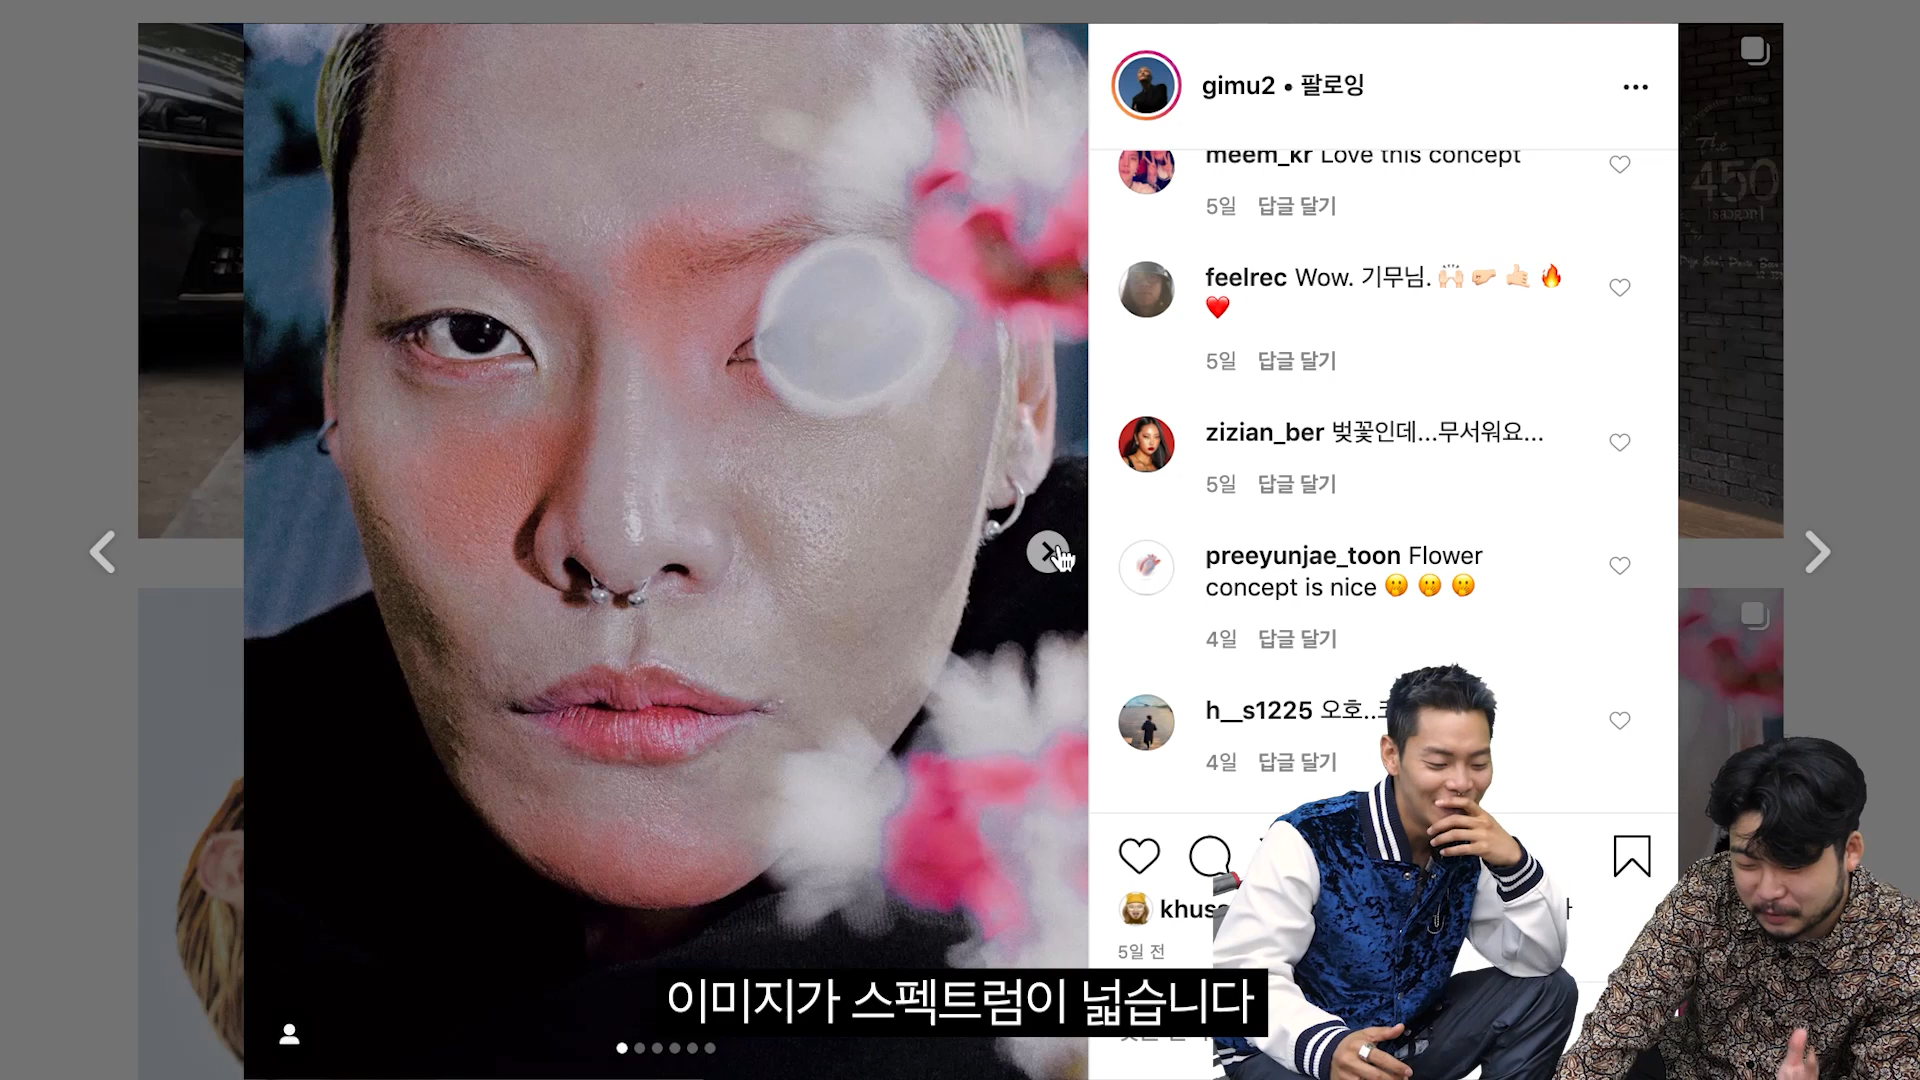 gimu2 • 팔로잉
meem_kr Love this concept
5일 답글 달기
feelrec Wow. 기무님. 🙌🏻 🤛🏻 🤙🏻 🔥
❤️
5일 답글 달기
zizian_ber 벚꽃인데...무서워요...
5일 답글 달기
preeyunjae_toon Flower
concept is nice 🤭 🤭 🤭
4일 답글 달기
h__s1225 오호..
4일 답글 달기
5일 전
이미지가 스펙트럼이 넓습니다
The
450